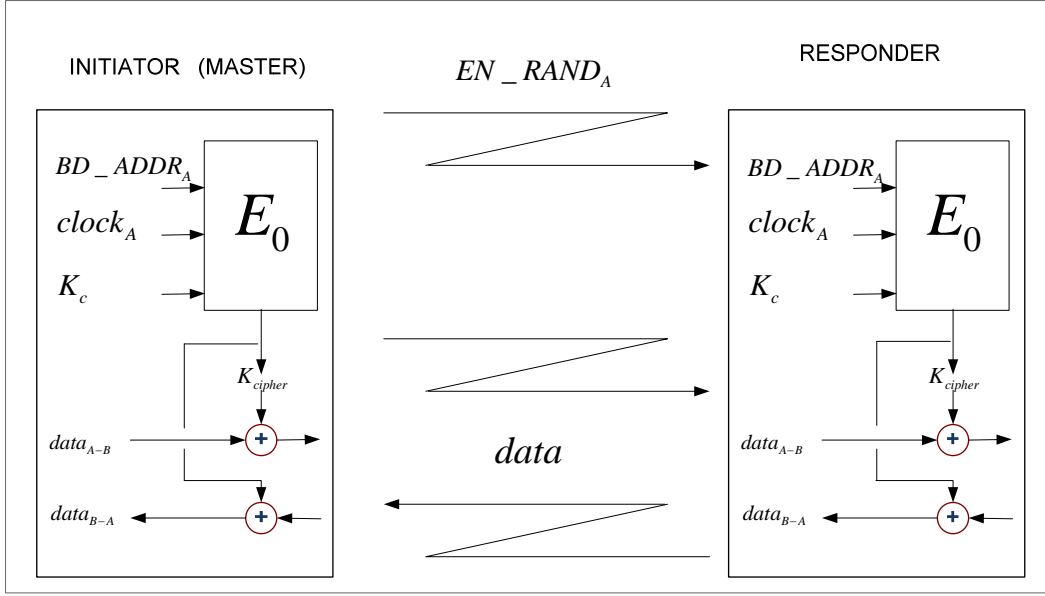 INITIATOR (MASTER)
EN_RAND_A
RESPONDER
BD_ADDR_A
clock_A
K_c
E_0
K_cipher
data_A-B
data_B-A
data
BD_ADDR_A
clock_A
K_c
E_0
K_cipher
data_A-B
data_B-A